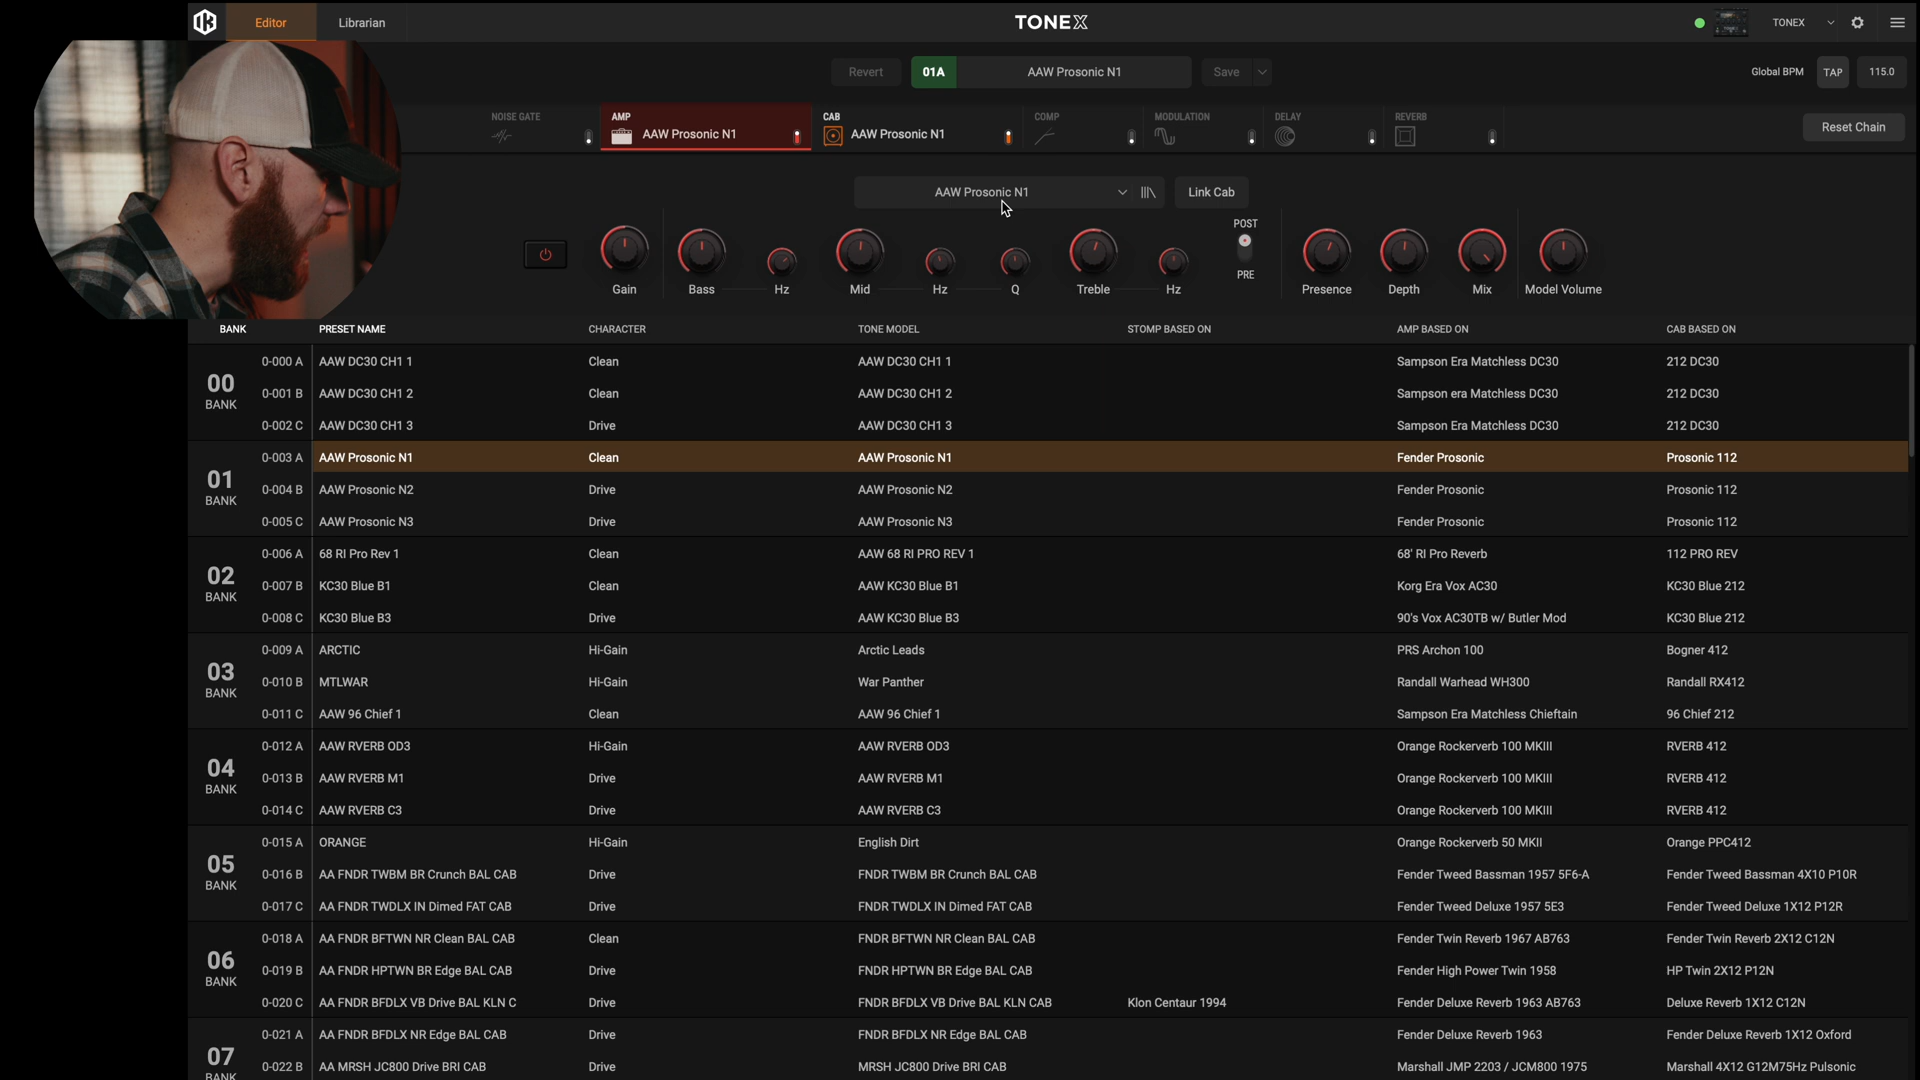 Editor Librarian TONEX TONEX
Revert 01A AAW Prosonic N1 Save Global BPM TAP 115.0
NOISE GATE AMP AAW Prosonic N1 CAB AAW Prosonic N1 COMP MODULATION DELAY REVERB Reset Chain
AAW Prosonic N1 Link Cab
POST
PRE
Gain Bass Hz Mid Hz Q Treble Hz Presence Depth Mix Model Volume
BANK PRESET NAME CHARACTER TONE MODEL STOMP BASED ON AMP BASED ON CAB BASED ON
00 BANK
0-000 A AAW DC30 CH1 1 Clean AAW DC30 CH1 1 Sampson Era Matchless DC30 212 DC30
0-001 B AAW DC30 CH1 2 Clean AAW DC30 CH1 2 Sampson era Matchless DC30 212 DC30
0-002 C AAW DC30 CH1 3 Drive AAW DC30 CH1 3 Sampson Era Matchless DC30 212 DC30
01 BANK
0-003 A AAW Prosonic N1 Clean AAW Prosonic N1 Fender Prosonic Prosonic 112
0-004 B AAW Prosonic N2 Drive AAW Prosonic N2 Fender Prosonic Prosonic 112
0-005 C AAW Prosonic N3 Drive AAW Prosonic N3 Fender Prosonic Prosonic 112
02 BANK
0-006 A 68 RI Pro Rev 1 Clean AAW 68 RI PRO REV 1 68' RI Pro Reverb 112 PRO REV
0-007 B KC30 Blue B1 Clean AAW KC30 Blue B1 Korg Era Vox AC30 KC30 Blue 212
0-008 C KC30 Blue B3 Drive AAW KC30 Blue B3 90's Vox AC30TB w/ Butler Mod KC30 Blue 212
03 BANK
0-009 A ARCTIC Hi-Gain Arctic Leads PRS Archon 100 Bogner 412
0-010 B MTLWAR Hi-Gain War Panther Randall Warhead WH300 Randall RX412
0-011 C AAW 96 Chief 1 Clean AAW 96 Chief 1 Sampson Era Matchless Chieftain 96 Chief 212
04 BANK
0-012 A AAW RVERB OD3 Hi-Gain AAW RVERB OD3 Orange Rockerverb 100 MKIII RVERB 412
0-013 B AAW RVERB M1 Drive AAW RVERB M1 Orange Rockerverb 100 MKIII RVERB 412
0-014 C AAW RVERB C3 Drive AAW RVERB C3 Orange Rockerverb 100 MKIII RVERB 412
05 BANK
0-015 A ORANGE Hi-Gain English Dirt Orange Rockerverb 50 MKII Orange PPC412
0-016 B AA FNDR TWBM BR Crunch BAL CAB Drive FNDR TWBM BR Crunch BAL CAB Fender Tweed Bassman 1957 5F6-A Fender Tweed Bassman 4X10 P10R
0-017 C AA FNDR TWDLX IN Dimed FAT CAB Drive FNDR TWDLX IN Dimed FAT CAB Fender Tweed Deluxe 1957 5E3 Fender Tweed Deluxe 1X12 P12R
06 BANK
0-018 A AA FNDR BFTWN NR Clean BAL CAB Clean FNDR BFTWN NR Clean BAL CAB Fender Twin Reverb 1967 AB763 Fender Twin Reverb 2X12 C12N
0-019 B AA FNDR HPTWN BR Edge BAL CAB Drive FNDR HPTWN BR Edge BAL CAB Fender High Power Twin 1958 HP Twin 2X12 P12N
0-020 C AA FNDR BFDLX VB Drive BAL KLN C Drive FNDR BFDLX VB Drive BAL KLN CAB Klon Centaur 1994 Fender Deluxe Reverb 1963 AB763 Deluxe Reverb 1X12 C12N
07 BANK
0-021 A AA FNDR BFDLX NR Edge BAL CAB Drive FNDR BFDLX NR Edge BAL CAB Fender Deluxe Reverb 1963 Fender Deluxe Reverb 1X12 Oxford
0-022 B AA MRSH JC800 Drive BRI CAB Drive MRSH JC800 Drive BRI CAB Marshall JMP 2203 / JCM800 1975 Marshall 4X12 G12M75Hz Pulsonic